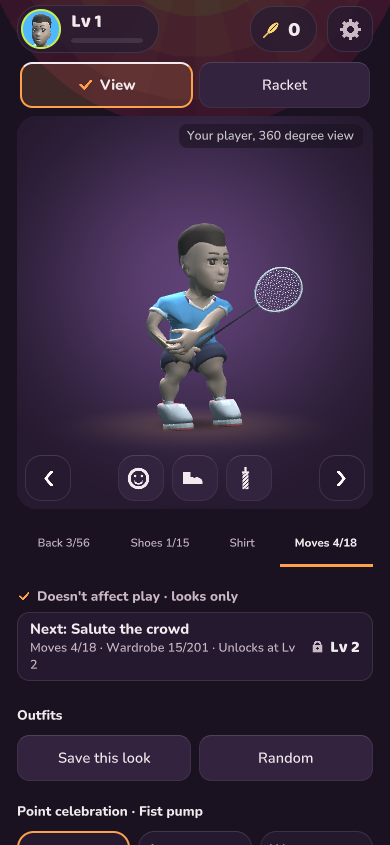 Lv 1
0
View
Racket
Your player, 360 degree view
Back 3/56
Shoes 1/15
Shirt
Moves 4/18
Doesn't affect play · looks only
Next: Salute the crowd
Moves 4/18 · Wardrobe 15/201 · Unlocks at Lv
2
Lv 2
Outfits
Save this look
Random
Point celebration · Fist pump